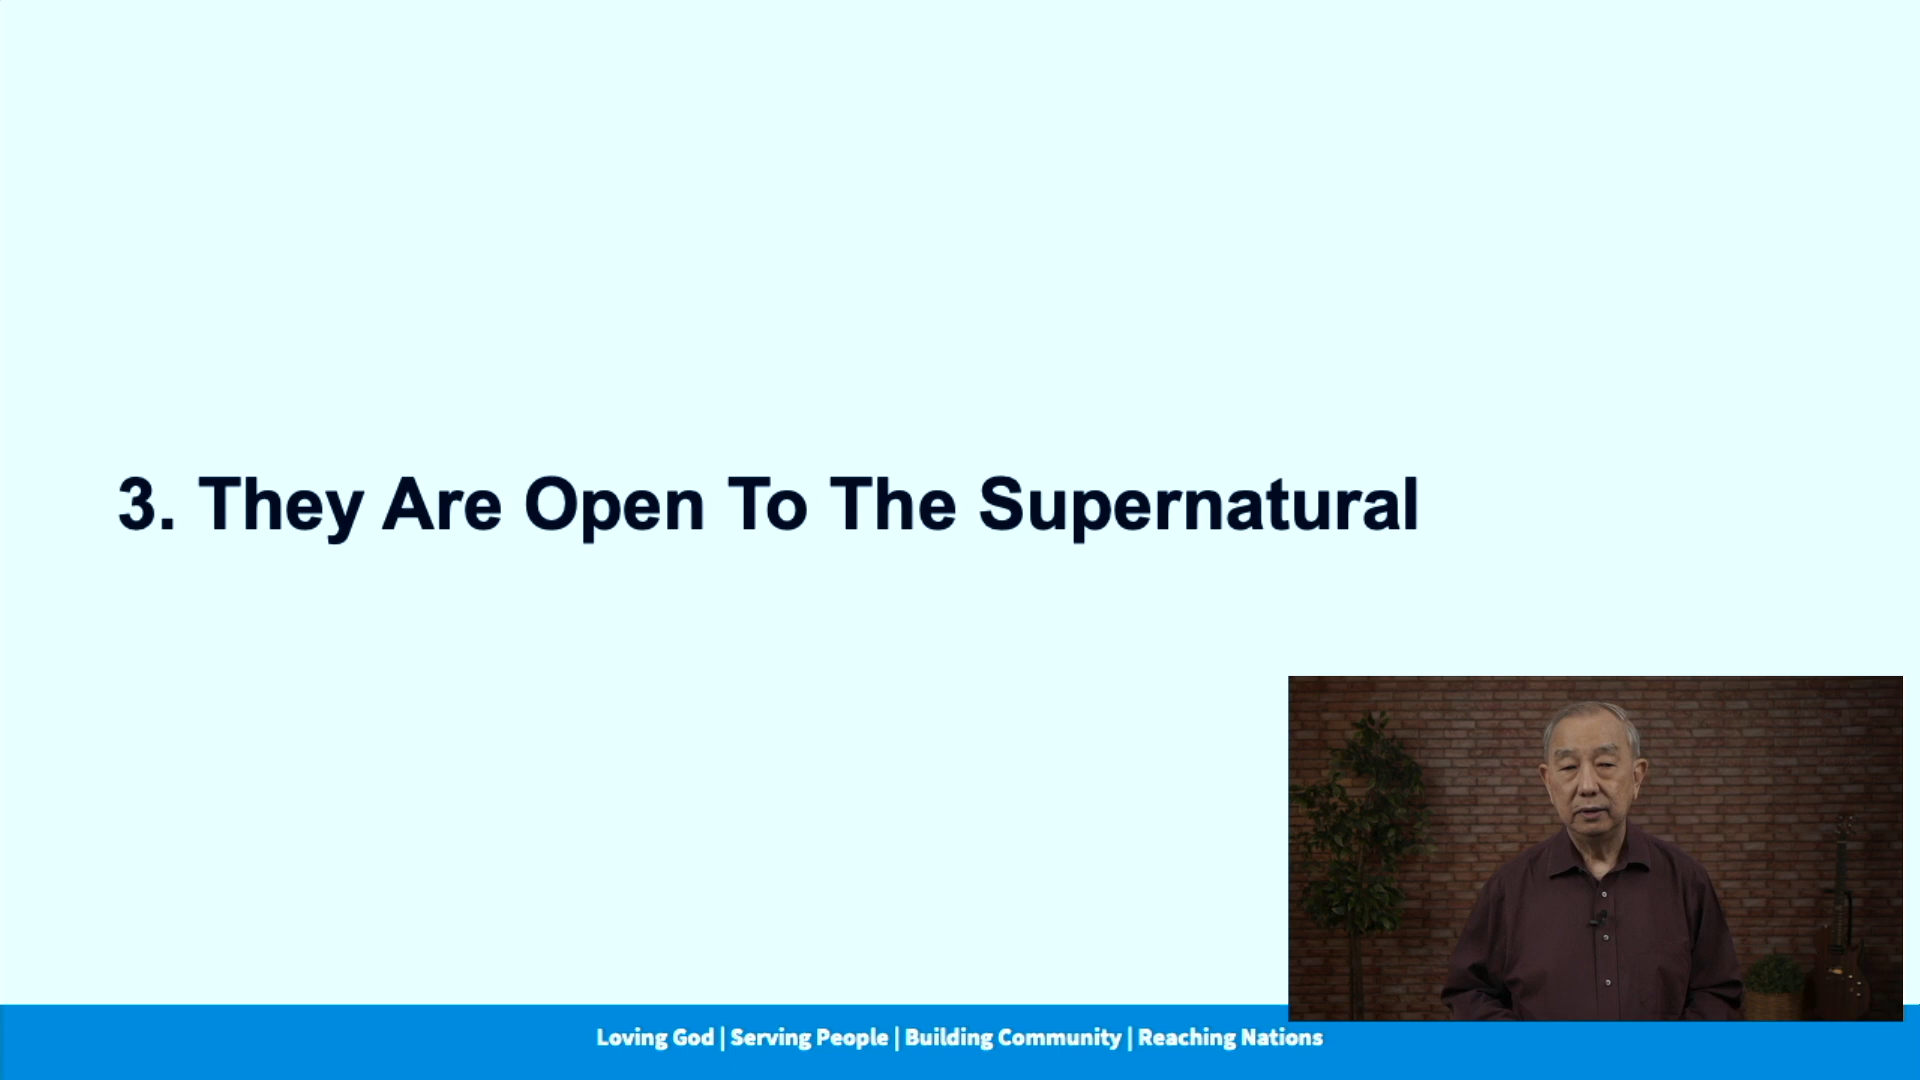 3. They Are Open To The Supernatural
Loving God | Serving People | Building Community | Reaching Nations